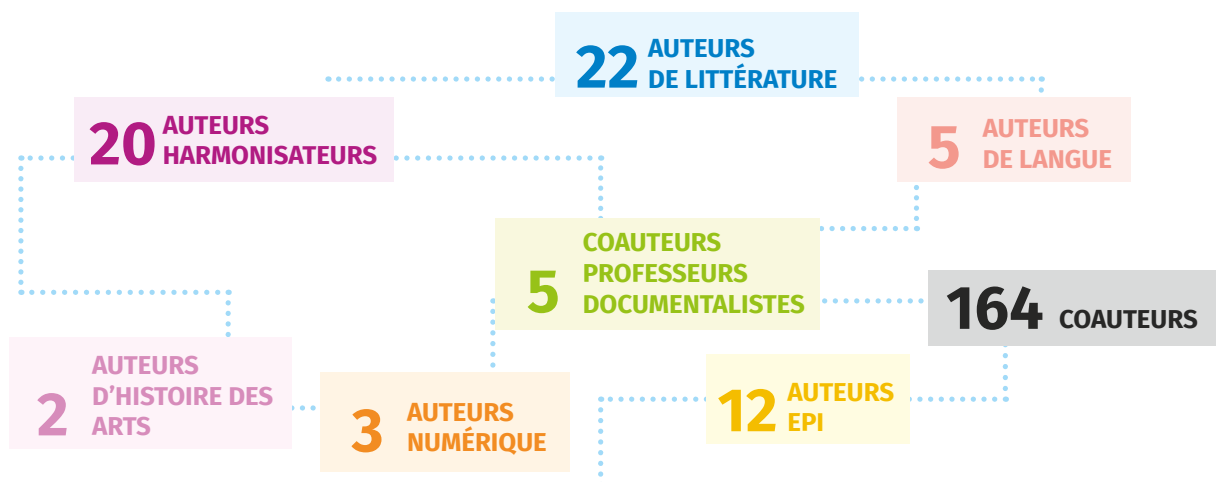 22 AUTEURS
DE LITTÉRATURE
20 AUTEURS
HARMONISATEURS
5 AUTEURS
DE LANGUE
5 COAUTEURS
PROFESSEURS
DOCUMENTALISTES
164 COAUTEURS
2 AUTEURS
D'HISTOIRE DES
ARTS
3 AUTEURS
NUMÉRIQUE
12 AUTEURS
EPI